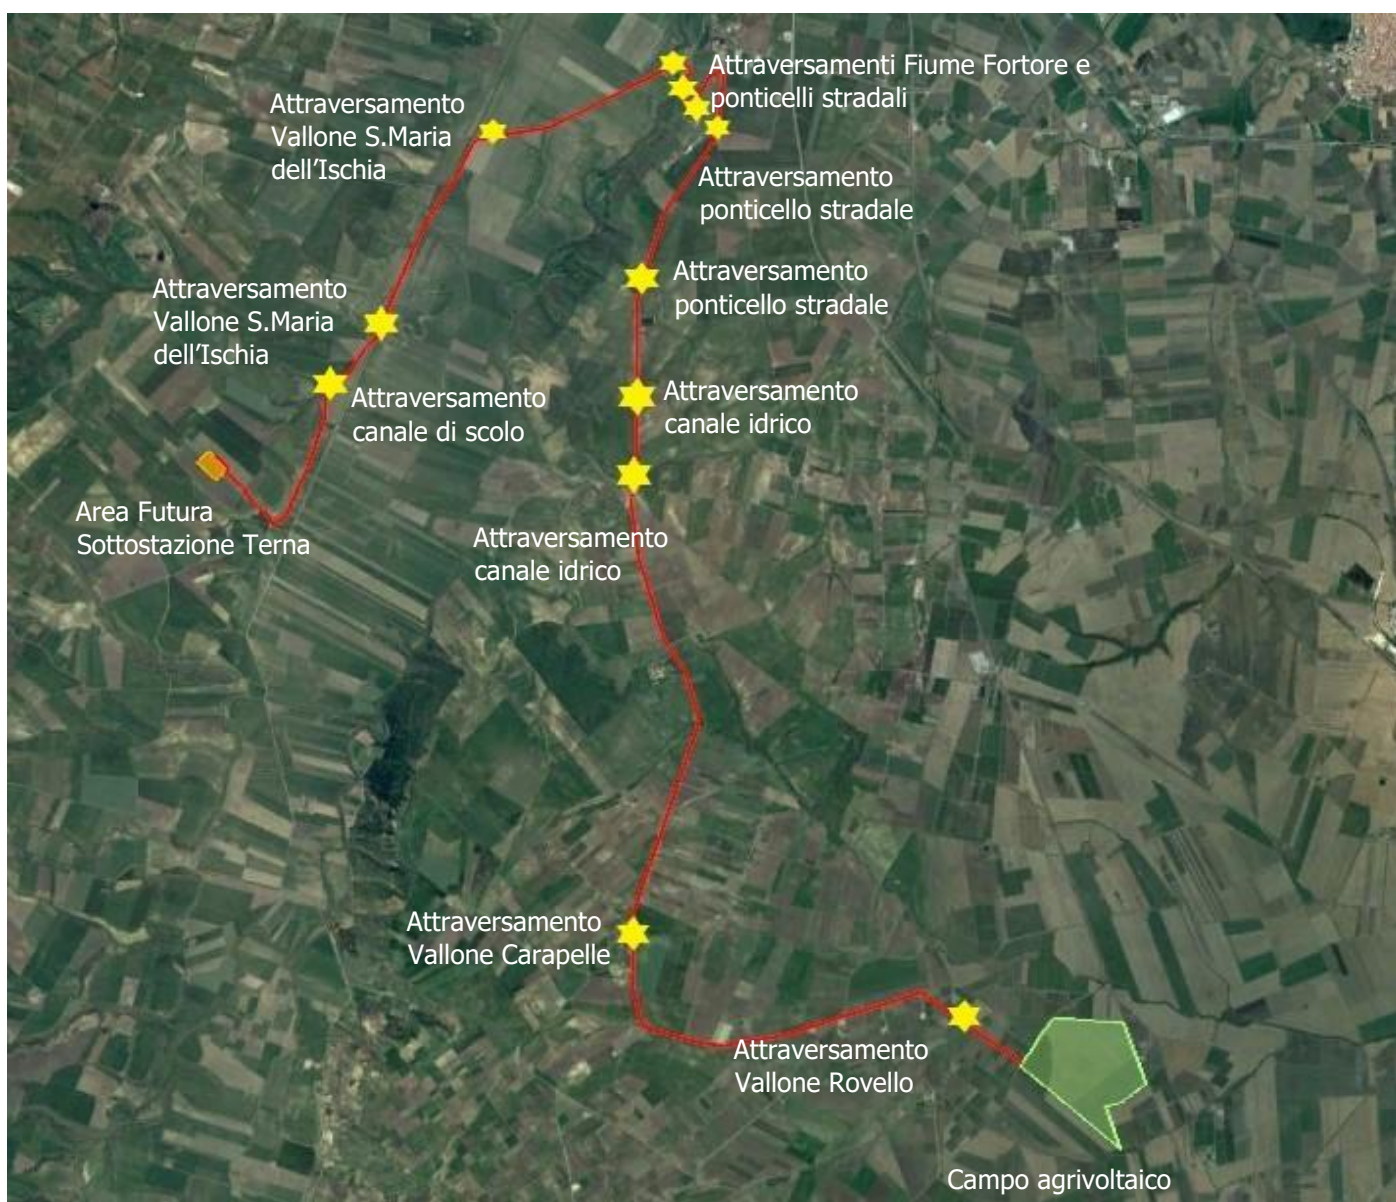 Attraversamenti Fiume Fortore e
ponticelli stradali
Attraversamento
Vallone S.Maria
dell'Ischia
Attraversamento
ponticello stradale
Attraversamento
ponticello stradale
Attraversamento
Vallone S.Maria
dell'Ischia
Attraversamento
canale di scolo
Attraversamento
canale idrico
Area Futura
Sottostazione Terna
Attraversamento
canale idrico
Attraversamento
Vallone Carapelle
Attraversamento
Vallone Rovello
Campo agrivoltaico